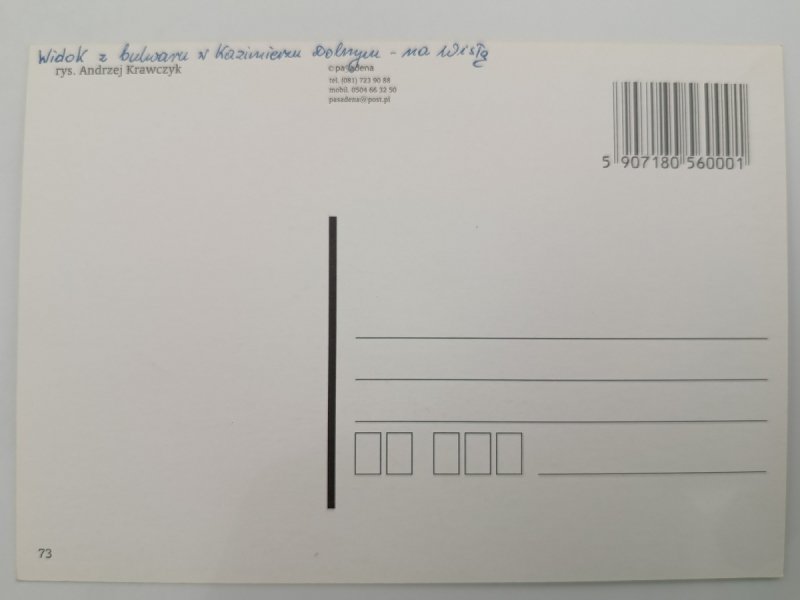 Widok z bulwaru w Kazimierzu Dolnym - na Wisłę
rys. Andrzej Krawczyk
©pasadena
tel. (081) 723 90 88
mobil. 0504 66 32 50
pasadena@post.pl
5 907180 560001
73